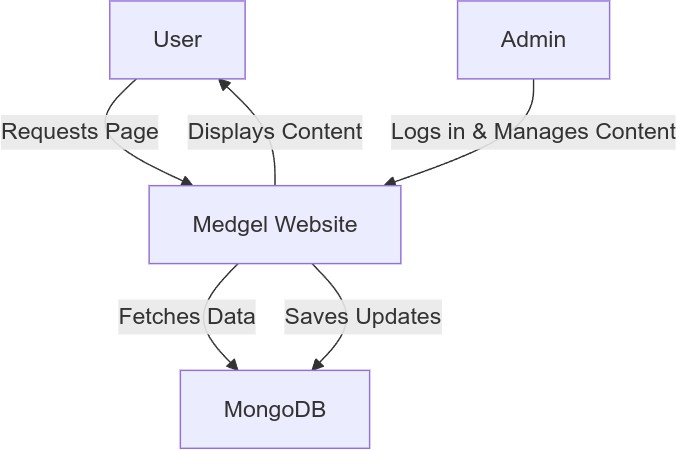 User
Admin
Requests Page
Displays Content
Logs in & Manages Content
Medgel Website
Fetches Data
Saves Updates
MongoDB